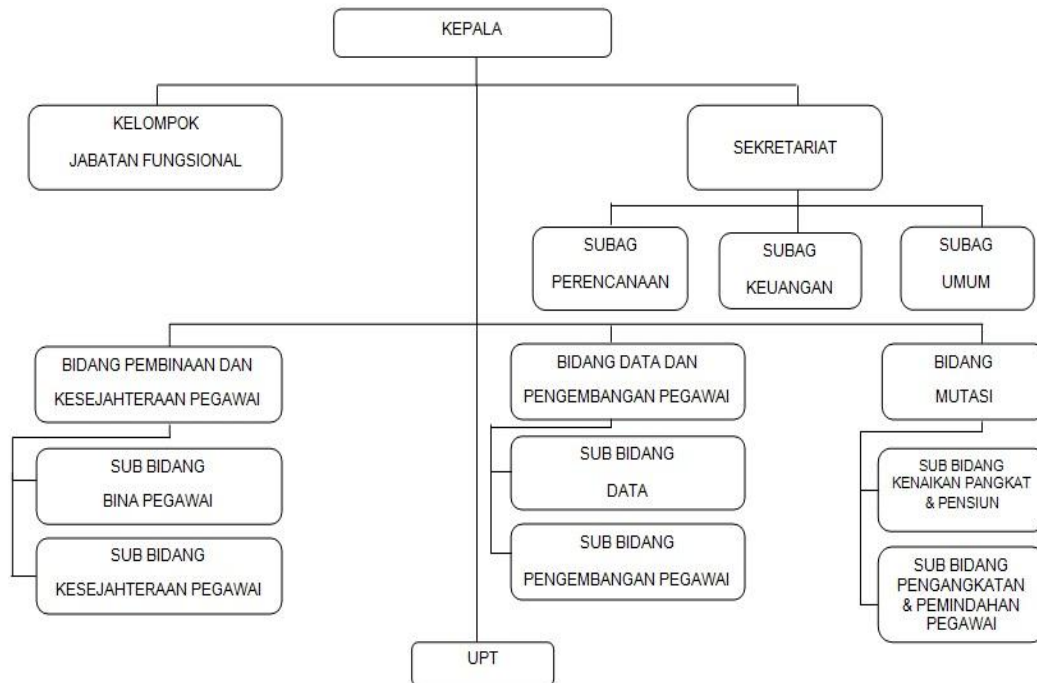 KEPALA
KELOMPOK
JABATAN FUNGSIONAL
SEKRETARIAT
SUBAG
PERENCANAAN
SUBAG
KEUANGAN
SUBAG
UMUM
BIDANG PEMBINAAN DAN
KESEJAHTERAAN PEGAWAI
BIDANG DATA DAN
PENGEMBANGAN PEGAWAI
BIDANG
MUTASI
SUB BIDANG
BINA PEGAWAI
SUB BIDANG
KESEJAHTERAAN PEGAWAI
SUB BIDANG
DATA
SUB BIDANG
PENGEMBANGAN PEGAWAI
SUB BIDANG
KENAIKAN PANGKAT
& PENSIUN
SUB BIDANG
PENGANGKATAN
& PEMINDAHAN
PEGAWAI
UPT